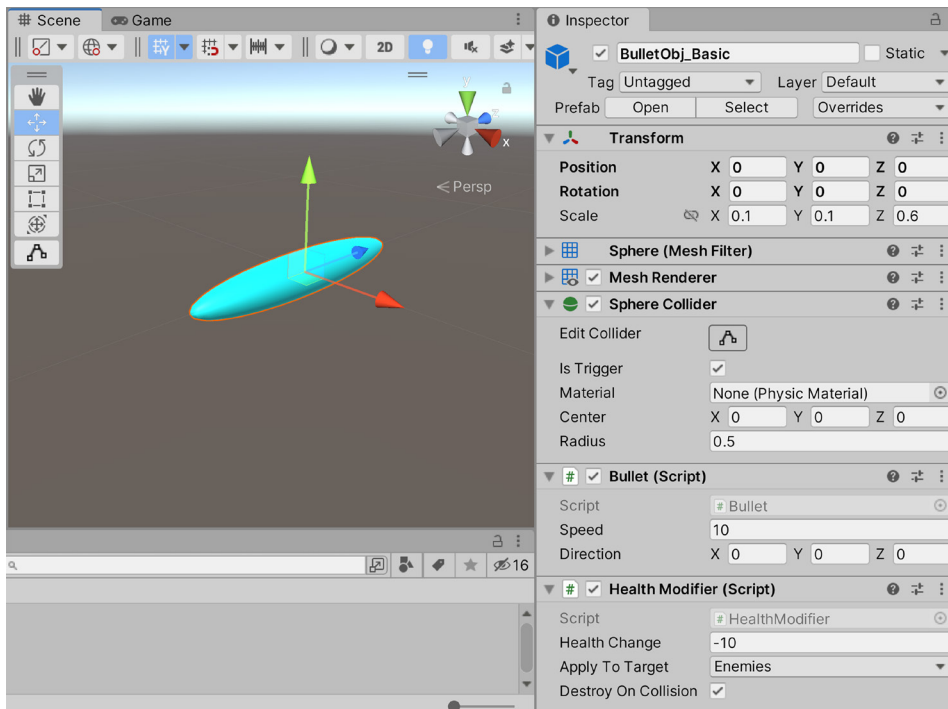 Scene Game
2D
y
x
Persp
16
Inspector
BulletObj_Basic Static
Tag Untagged Layer Default
Prefab Open Select Overrides
Transform
Position X 0 Y 0 Z 0
Rotation X 0 Y 0 Z 0
Scale X 0.1 Y 0.1 Z 0.6
Sphere (Mesh Filter)
Mesh Renderer
Sphere Collider
Edit Collider
Is Trigger
Material None (Physic Material)
Center X 0 Y 0 Z 0
Radius 0.5
# Bullet (Script)
Script # Bullet
Speed 10
Direction X 0 Y 0 Z 0
# Health Modifier (Script)
Script # HealthModifier
Health Change -10
Apply To Target Enemies
Destroy On Collision